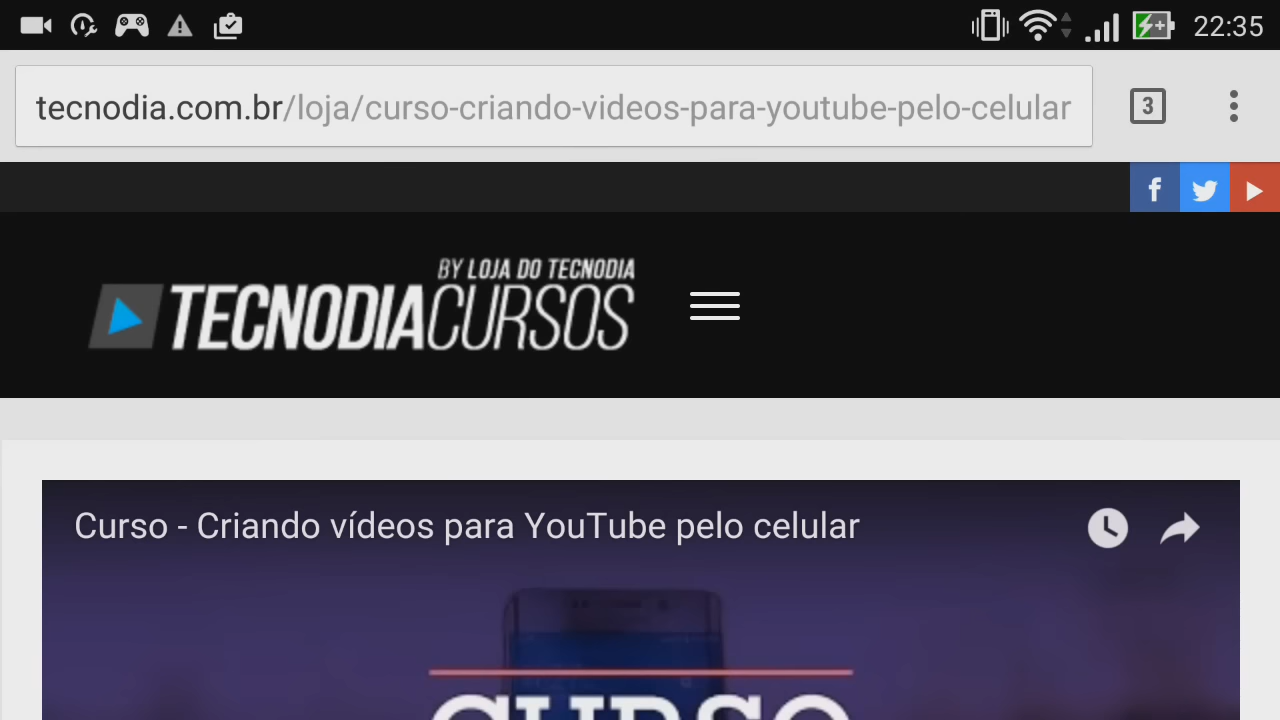 22:35
tecnodia.com.br/loja/curso-criando-videos-para-youtube-pelo-celular
3
f
BY LOJA DO TECNODIA
TECNODIACURSOS
Curso - Criando vídeos para YouTube pelo celular
CURSO